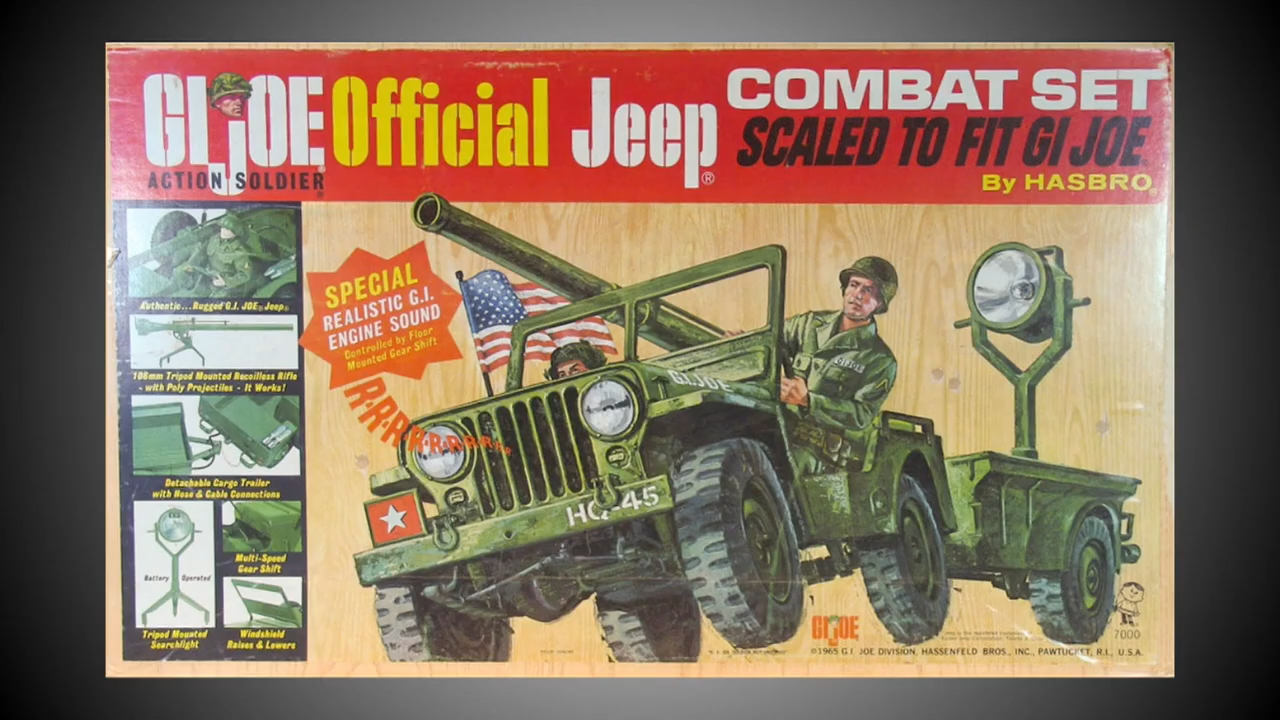 GI JOE Official Jeep®
ACTION SOLDIER®
COMBAT SET
SCALED TO FIT GI JOE
By HASBRO®
Authentic...Rugged G.I. JOE® Jeep®
106mm Tripod Mounted Recoilless Rifle
- with Poly Projectiles - It Works!
Detachable Cargo Trailer
with Hose & Cable Connections
Battery Operated
Tripod Mounted
Searchlight
Multi-Speed
Gear Shift
Windshield
Raises & Lowers
SPECIAL
REALISTIC G.I.
ENGINE SOUND
Controlled by Floor
Mounted Gear Shift
R-R-R-R-R-R-R-R-R-R
G.I. JOE
G.I. JOE
HQ-45
GI JOE
7000
©1965 G.I. JOE DIVISION, HASSENFELD BROS., INC., PAWTUCKET, R.I., U.S.A.